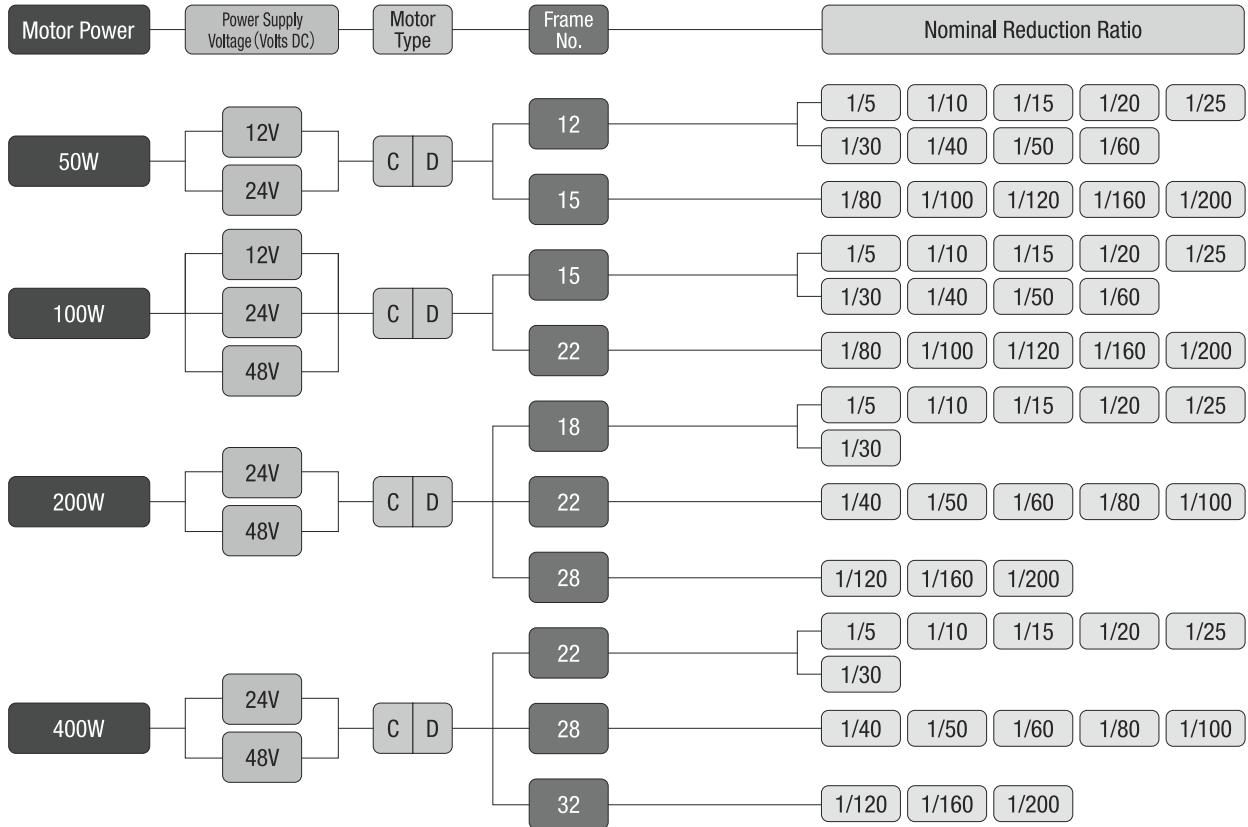 Motor Power Power Supply Voltage (Volts DC) Motor Type Frame No. Nominal Reduction Ratio
50W
12V
24V
C D
12
1/5 1/10 1/15 1/20 1/25
1/30 1/40 1/50 1/60
15
1/80 1/100 1/120 1/160 1/200
100W
12V
24V
48V
C D
15
1/5 1/10 1/15 1/20 1/25
1/30 1/40 1/50 1/60
22
1/80 1/100 1/120 1/160 1/200
200W
24V
48V
C D
18
1/5 1/10 1/15 1/20 1/25
1/30
22
1/40 1/50 1/60 1/80 1/100
28
1/120 1/160 1/200
400W
24V
48V
C D
22
1/5 1/10 1/15 1/20 1/25
1/30
28
1/40 1/50 1/60 1/80 1/100
32
1/120 1/160 1/200